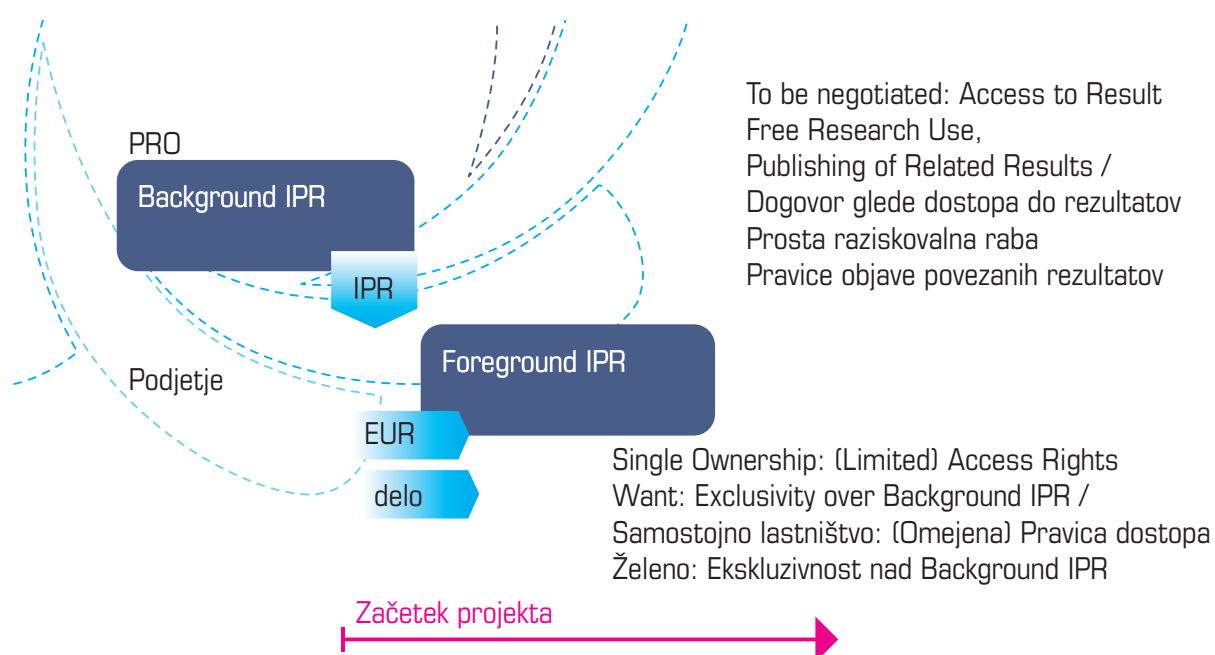 To be negotiated: Access to Result
Free Research Use,
Publishing of Related Results /
Dogovor glede dostopa do rezultatov
Prosta raziskovalna raba
Pravice objave povezanih rezultatov
PRO
Background IPR
IPR
Foreground IPR
Podjetje
EUR
delo
Single Ownership: (Limited) Access Rights
Want: Exclusivity over Background IPR /
Samostojno lastništvo: (Omejena) Pravica dostopa
Želeno: Ekskluzivnost nad Background IPR
Začetek projekta